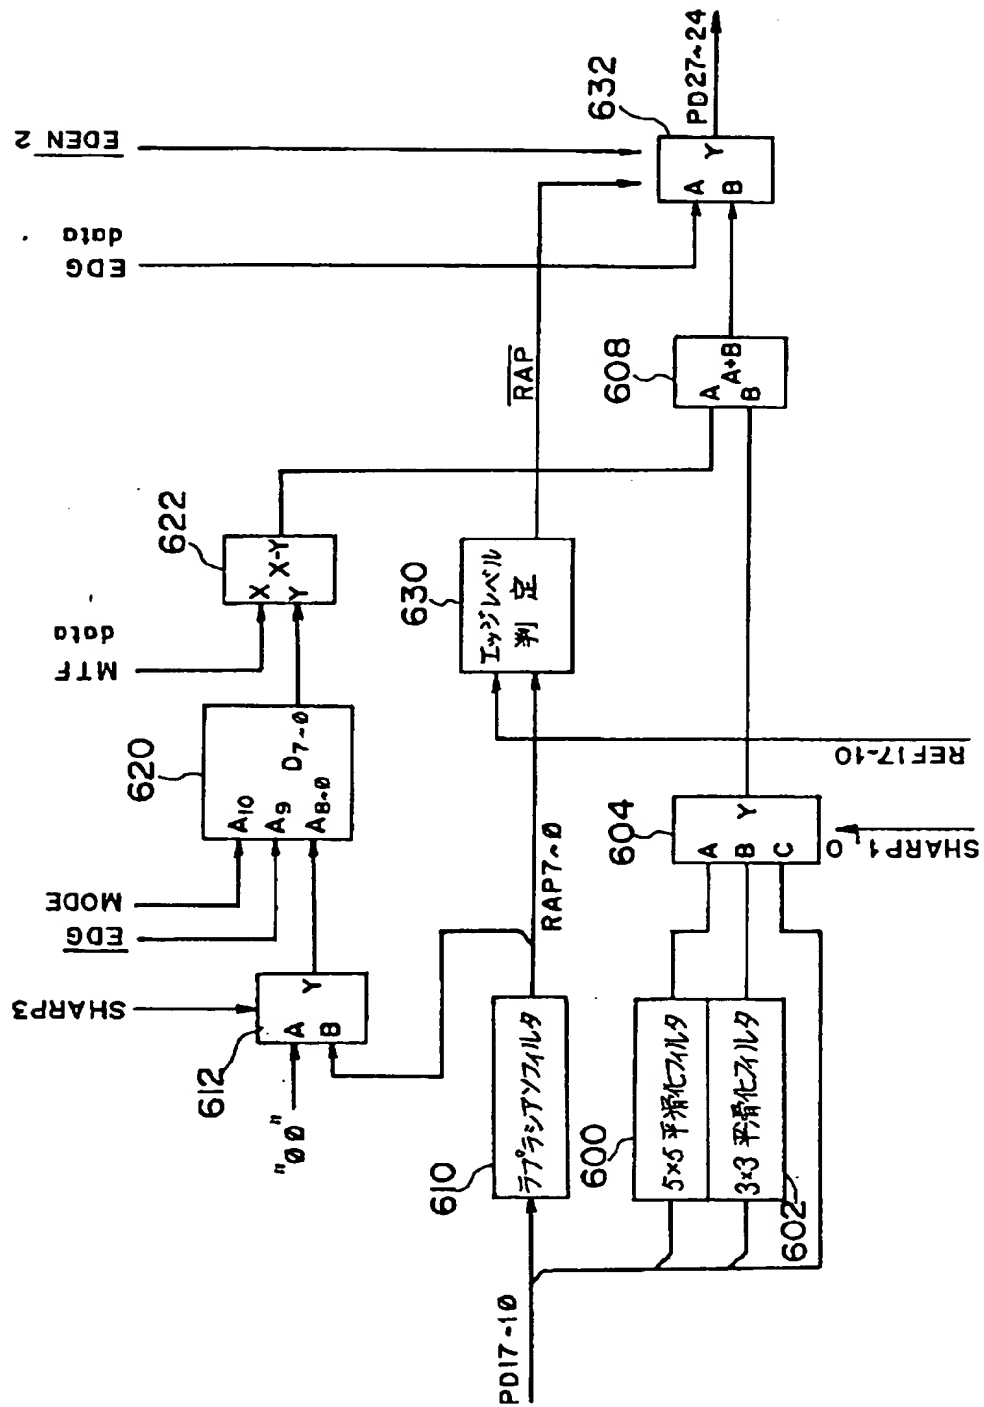 PD17~10
610
ラプラシアンフィルタ
600
5×5平滑化フィルタ
3×3平滑化フィルタ
602
"00"
612
A
B
Y
SHARP3
EDG
MODE
620
A10
A9
A8~0
D7~0
MTF
data
622
X
Y
X-Y
RAP7~0
604
A
B
C
Y
SHARP1,0
REF17-10
630
エッジレベル
判定
RAP
608
A
B
A+B
EDG
data
EDEN 2
632
A
B
Y
PD27~24